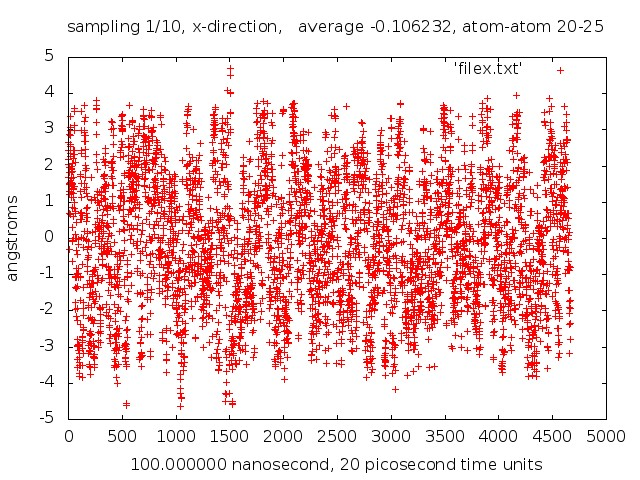 sampling 1/10, x-direction,   average -0.106232, atom-atom 20-25
'filex.txt'
5
4
3
2
1
0
-1
-2
-3
-4
-5
angstroms
0 500 1000 1500 2000 2500 3000 3500 4000 4500 5000
100.000000 nanosecond, 20 picosecond time units